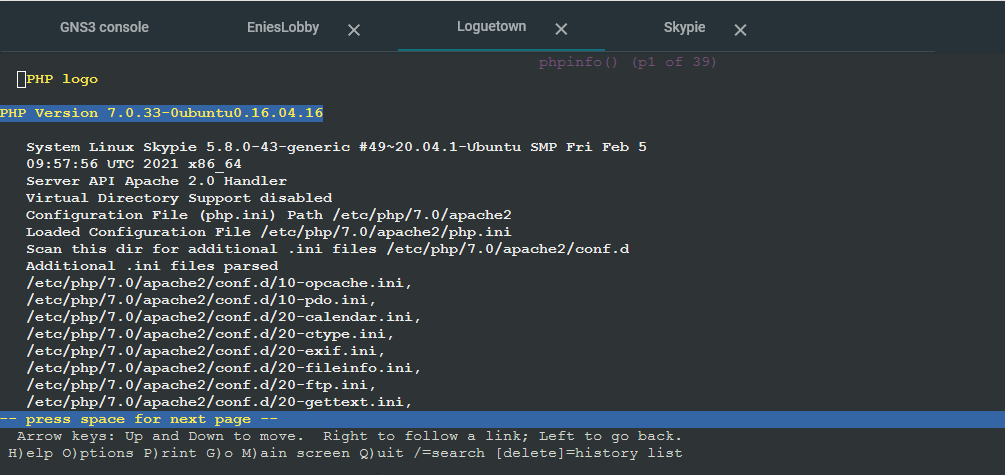 GNS3 console EniesLobby Loguetown Skypie
phpinfo() (p1 of 39)
PHP logo
PHP Version 7.0.33-0ubuntu0.16.04.16
System Linux Skypie 5.8.0-43-generic #49~20.04.1-Ubuntu SMP Fri Feb 5
09:57:56 UTC 2021 x86_64
Server API Apache 2.0 Handler
Virtual Directory Support disabled
Configuration File (php.ini) Path /etc/php/7.0/apache2
Loaded Configuration File /etc/php/7.0/apache2/php.ini
Scan this dir for additional .ini files /etc/php/7.0/apache2/conf.d
Additional .ini files parsed
/etc/php/7.0/apache2/conf.d/10-opcache.ini,
/etc/php/7.0/apache2/conf.d/10-pdo.ini,
/etc/php/7.0/apache2/conf.d/20-calendar.ini,
/etc/php/7.0/apache2/conf.d/20-ctype.ini,
/etc/php/7.0/apache2/conf.d/20-exif.ini,
/etc/php/7.0/apache2/conf.d/20-fileinfo.ini,
/etc/php/7.0/apache2/conf.d/20-ftp.ini,
/etc/php/7.0/apache2/conf.d/20-gettext.ini,
-- press space for next page --
Arrow keys: Up and Down to move.  Right to follow a link; Left to go back.
H)elp O)ptions P)rint G)o M)ain screen Q)uit /=search [delete]=history list